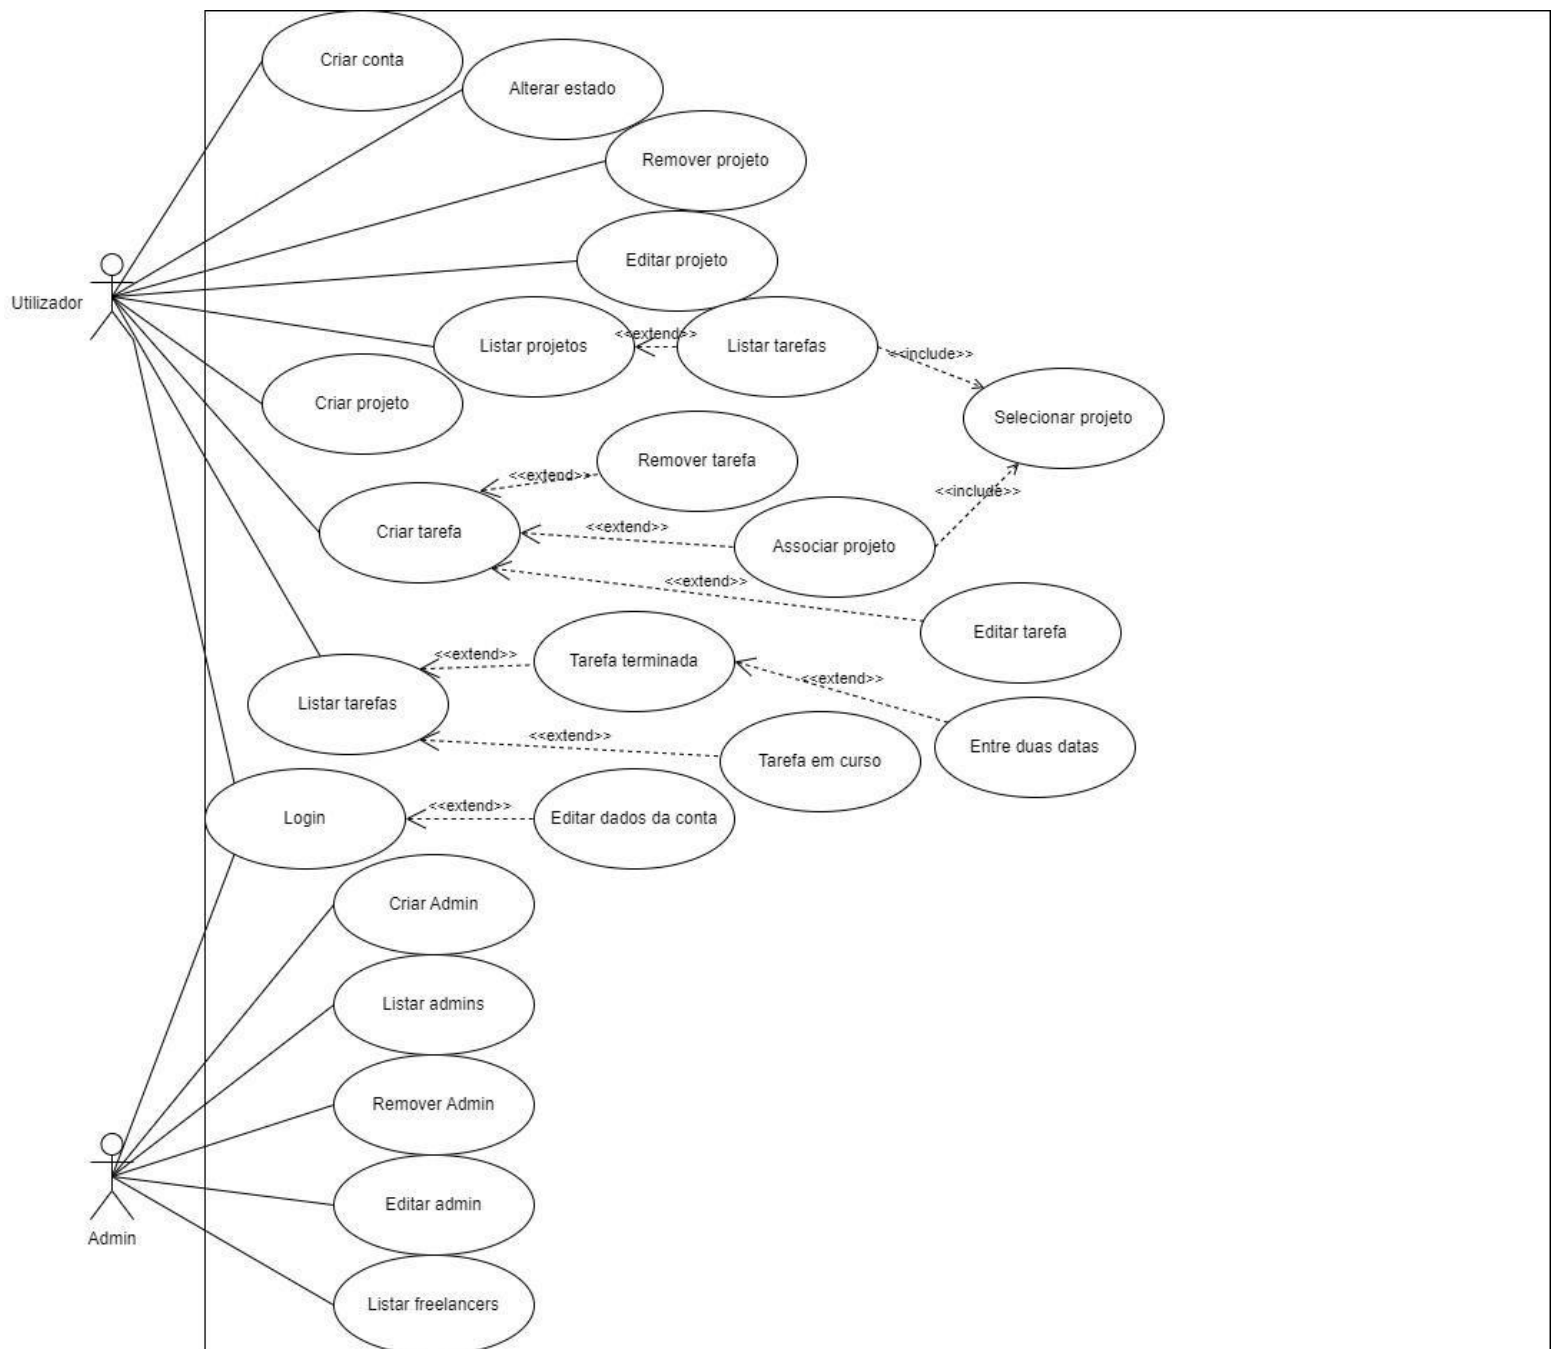 Criar conta
Alterar estado
Remover projeto
Editar projeto
Utilizador
Listar projetos
<<extend>>
Listar tarefas
<<include>>
Criar projeto
Selecionar projeto
Remover tarefa
<<extend>>
<<include>>
Criar tarefa
<<extend>>
Associar projeto
<<extend>>
Editar tarefa
<<extend>>
Tarefa terminada
<<extend>>
Listar tarefas
<<extend>>
Tarefa em curso
Entre duas datas
Login
<<extend>>
Editar dados da conta
Criar Admin
Listar admins
Remover Admin
Editar admin
Admin
Listar freelancers